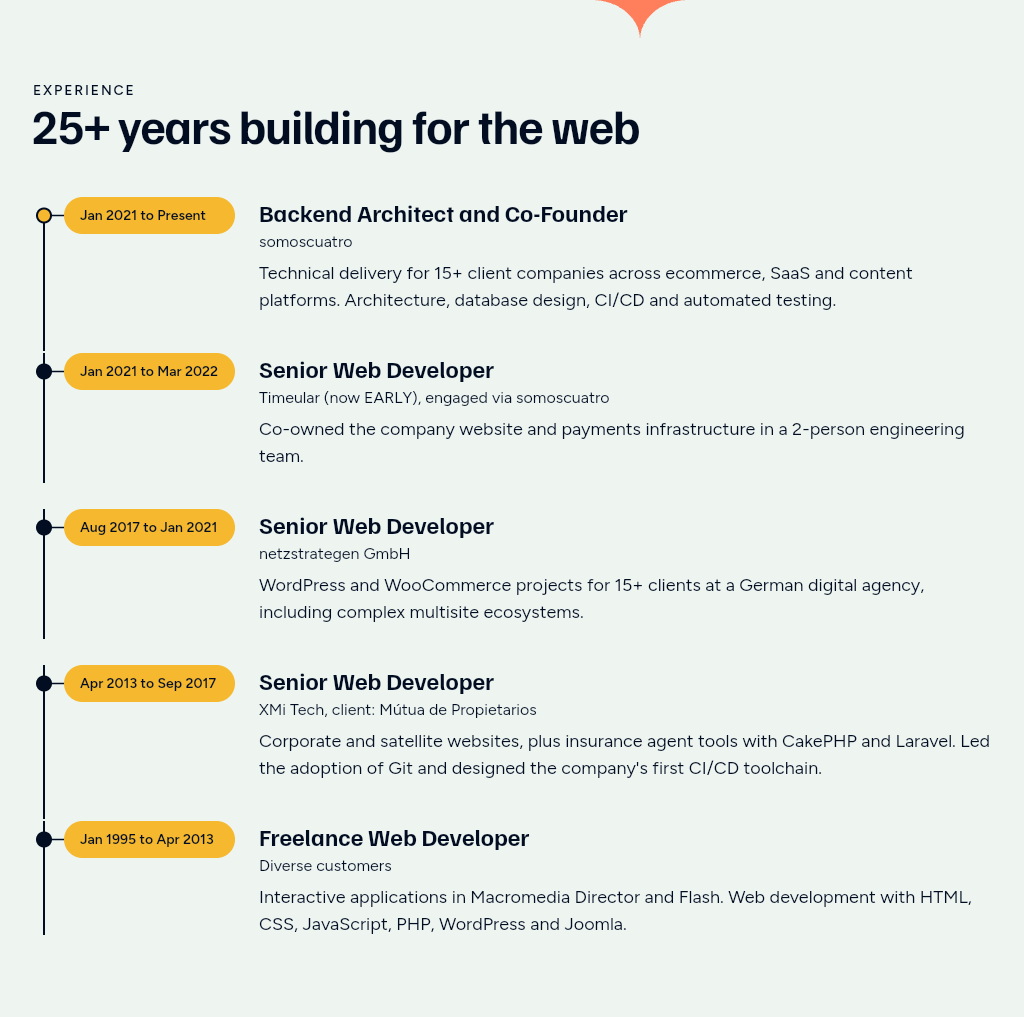 EXPERIENCE
25+ years building for the web
Jan 2021 to Present
Backend Architect and Co-Founder
somoscuatro
Technical delivery for 15+ client companies across ecommerce, SaaS and content
platforms. Architecture, database design, CI/CD and automated testing.
Jan 2021 to Mar 2022
Senior Web Developer
Timeular (now EARLY), engaged via somoscuatro
Co-owned the company website and payments infrastructure in a 2-person engineering
team.
Aug 2017 to Jan 2021
Senior Web Developer
netzstrategen GmbH
WordPress and WooCommerce projects for 15+ clients at a German digital agency,
including complex multisite ecosystems.
Apr 2013 to Sep 2017
Senior Web Developer
XMi Tech, client: Mútua de Propietarios
Corporate and satellite websites, plus insurance agent tools with CakePHP and Laravel. Led
the adoption of Git and designed the company's first CI/CD toolchain.
Jan 1995 to Apr 2013
Freelance Web Developer
Diverse customers
Interactive applications in Macromedia Director and Flash. Web development with HTML,
CSS, JavaScript, PHP, WordPress and Joomla.